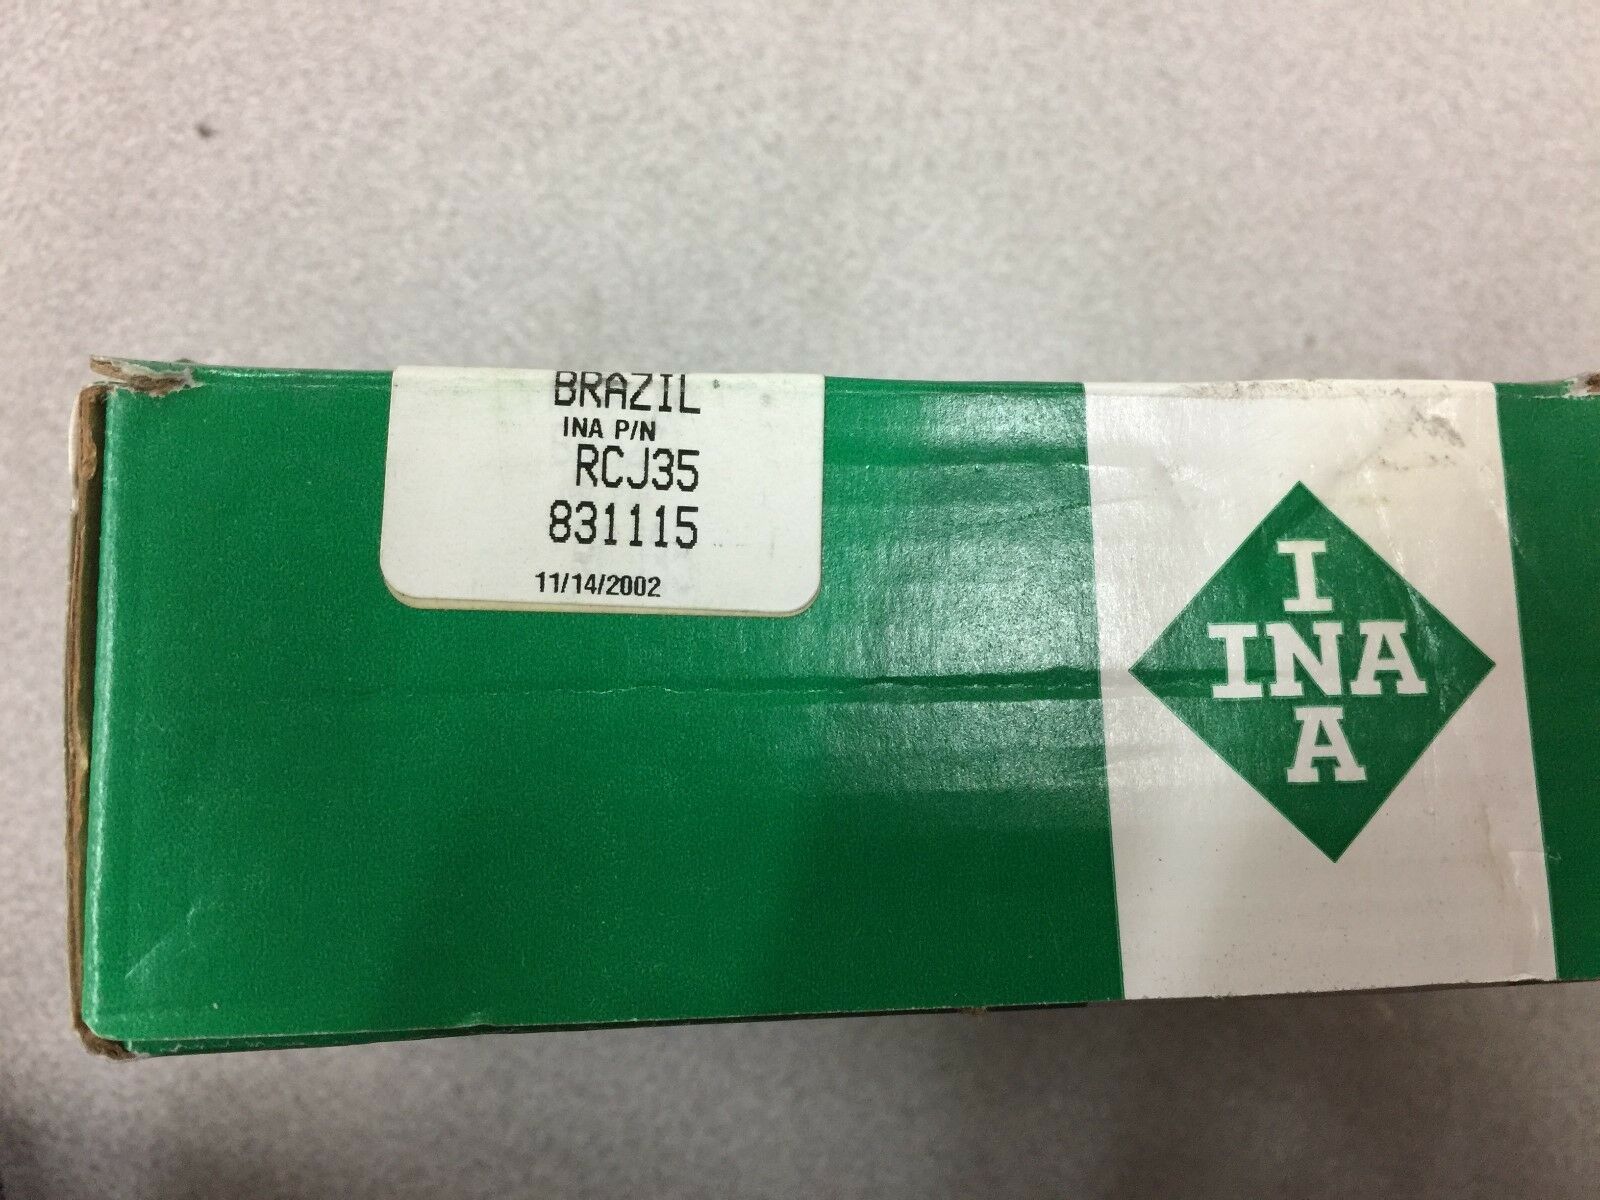 BRAZIL
INA P/N
RCJ35
831115
11/14/2002
I
INA
A